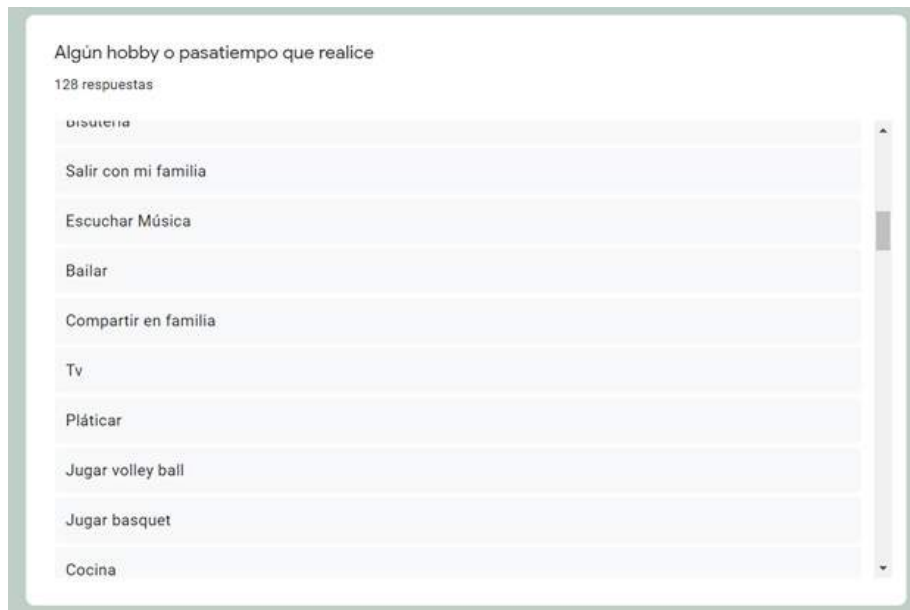 Algún hobby o pasatiempo que realice
128 respuestas
Bisutería
Salir con mi familia
Escuchar Música
Bailar
Compartir en familia
Tv
Pláticar
Jugar volley ball
Jugar basquet
Cocina